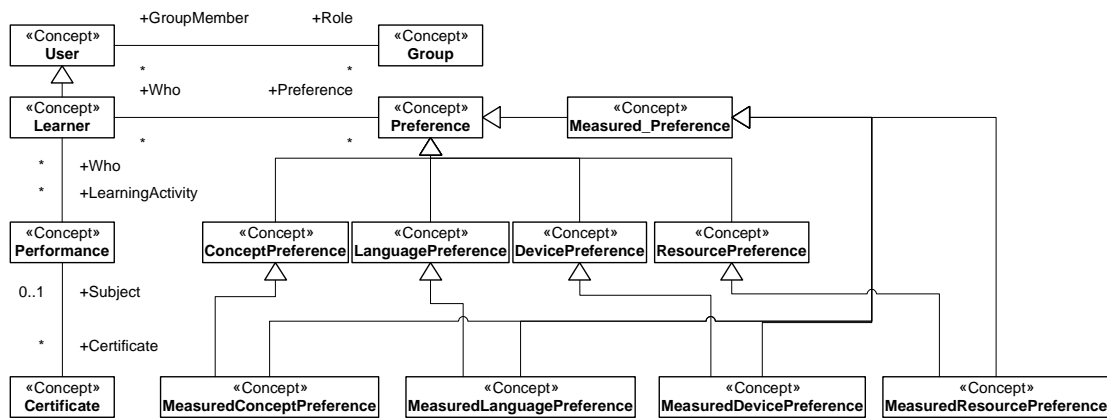 +GroupMember +Role
«Concept» «Concept»
User Group
* *
+Who +Preference
«Concept» «Concept» «Concept»
Learner Preference Measured_Preference
* *
* +Who
* +LearningActivity
«Concept» «Concept» «Concept» «Concept» «Concept»
Performance ConceptPreference LanguagePreference DevicePreference ResourcePreference
0..1 +Subject
* +Certificate
«Concept» «Concept» «Concept» «Concept» «Concept»
Certificate MeasuredConceptPreference MeasuredLanguagePreference MeasuredDevicePreference MeasuredResourcePreference